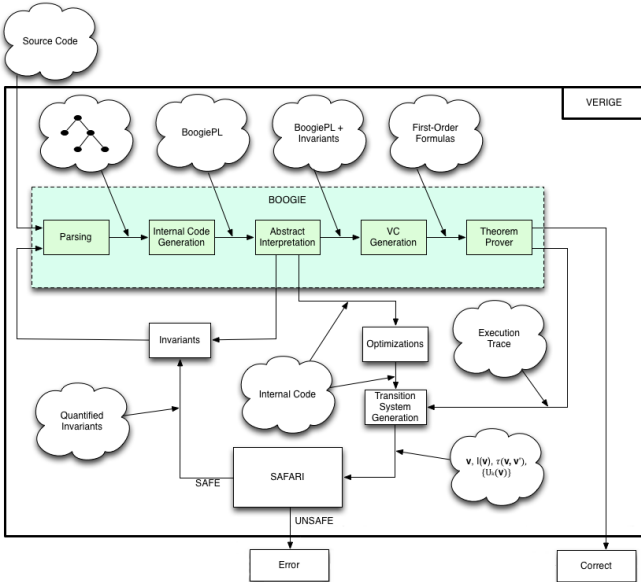 Source Code
VERIGE
BoogiePL
BoogiePL +
Invariants
First-Order
Formulas
BOOGIE
Parsing
Internal Code
Generation
Abstract
Interpretation
VC
Generation
Theorem
Prover
Invariants
Optimizations
Execution
Trace
Internal Code
Transition
System
Generation
Quantified
Invariants
SAFARI
SAFE
v, I(v), τ(v, v'),
{Uₖ(v)}
UNSAFE
Error
Correct